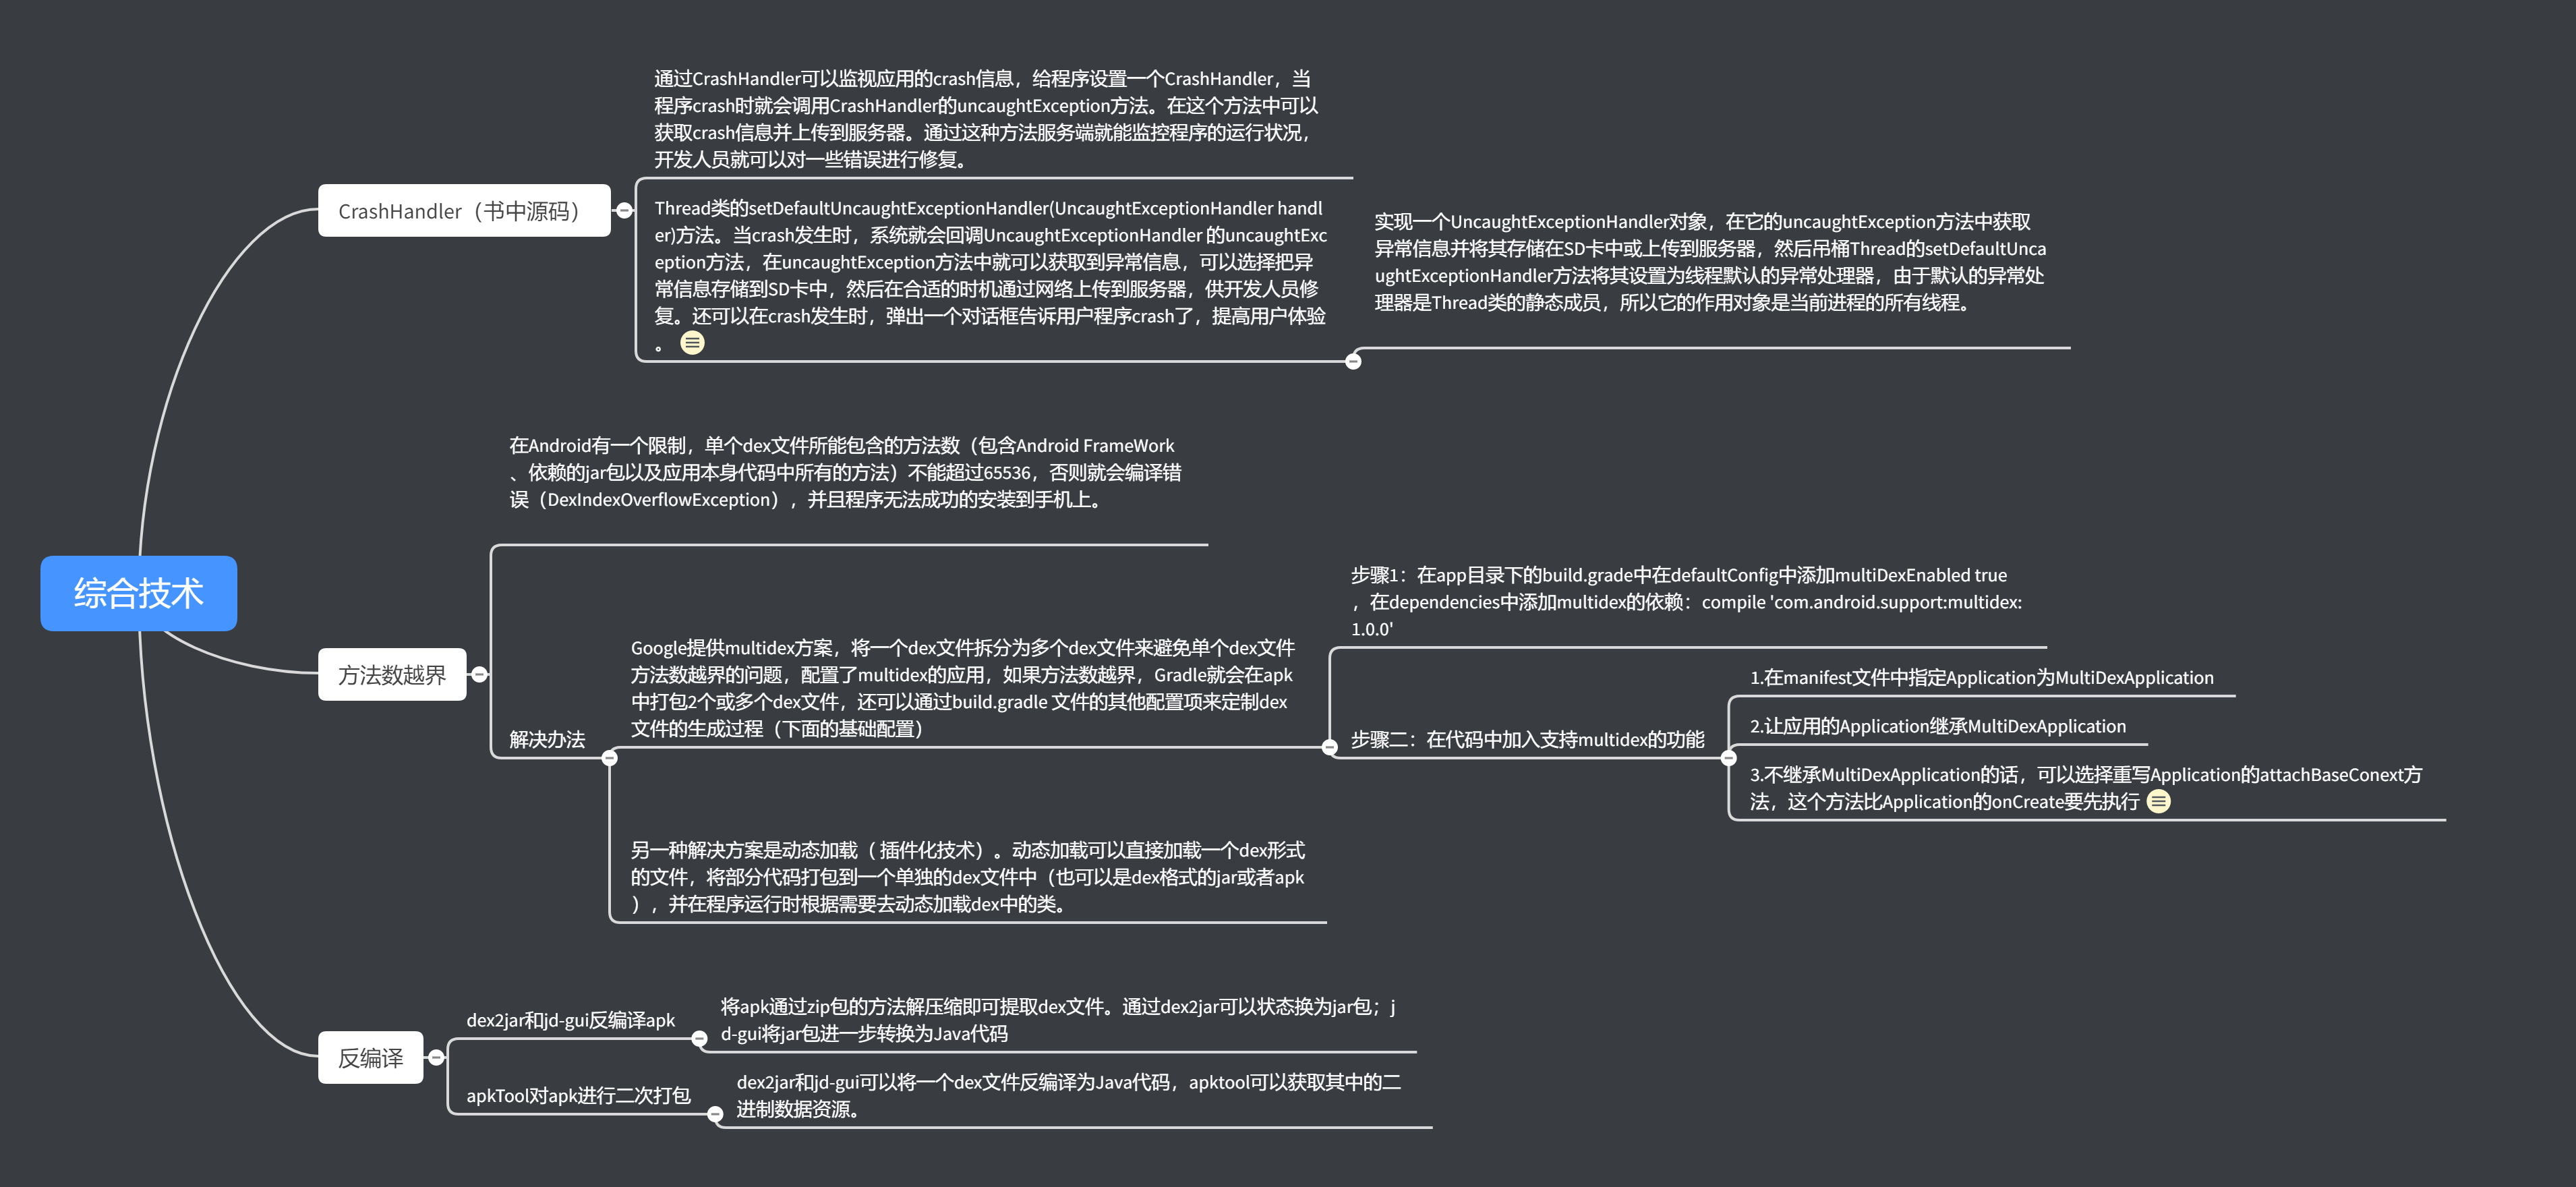 综合技术
CrashHandler（书中源码）
通过CrashHandler可以监视应用的crash信息，给程序设置一个CrashHandler，当
程序crash时就会调用CrashHandler的uncaughtException方法。在这个方法中可以
获取crash信息并上传到服务器。通过这种方法服务端就能监控程序的运行状况，
开发人员就可以对一些错误进行修复。
Thread类的setDefaultUncaughtExceptionHandler(UncaughtExceptionHandler handl
er)方法。当crash发生时，系统就会回调UncaughtExceptionHandler 的uncaughtExc
eption方法，在uncaughtException方法中就可以获取到异常信息，可以选择把异
常信息存储到SD卡中，然后在合适的时机通过网络上传到服务器，供开发人员修
复。还可以在crash发生时，弹出一个对话框告诉用户程序crash了，提高用户体验
。
实现一个UncaughtExceptionHandler对象，在它的uncaughtException方法中获取
异常信息并将其存储在SD卡中或上传到服务器，然后吊桶Thread的setDefaultUnca
ughtExceptionHandler方法将其设置为线程默认的异常处理器，由于默认的异常处
理器是Thread类的静态成员，所以它的作用对象是当前进程的所有线程。
方法数越界
在Android有一个限制，单个dex文件所能包含的方法数（包含Android FrameWork
、依赖的jar包以及应用本身代码中所有的方法）不能超过65536，否则就会编译错
误（DexIndexOverflowException），并且程序无法成功的安装到手机上。
解决办法
Google提供multidex方案，将一个dex文件拆分为多个dex文件来避免单个dex文件
方法数越界的问题，配置了multidex的应用，如果方法数越界，Gradle就会在apk
中打包2个或多个dex文件，还可以通过build.gradle 文件的其他配置项来定制dex
文件的生成过程（下面的基础配置）
步骤1：在app目录下的build.grade中在defaultConfig中添加multiDexEnabled true
，在dependencies中添加multidex的依赖：compile 'com.android.support:multidex:
1.0.0'
步骤二：在代码中加入支持multidex的功能
1.在manifest文件中指定Application为MultiDexApplication
2.让应用的Application继承MultiDexApplication
3.不继承MultiDexApplication的话，可以选择重写Application的attachBaseConext方
法，这个方法比Application的onCreate要先执行
另一种解决方案是动态加载（ 插件化技术）。动态加载可以直接加载一个dex形式
的文件，将部分代码打包到一个单独的dex文件中（也可以是dex格式的jar或者apk
），并在程序运行时根据需要去动态加载dex中的类。
反编译
dex2jar和jd-gui反编译apk
将apk通过zip包的方法解压缩即可提取dex文件。通过dex2jar可以状态换为jar包；j
d-gui将jar包进一步转换为Java代码
apkTool对apk进行二次打包
dex2jar和jd-gui可以将一个dex文件反编译为Java代码，apktool可以获取其中的二
进制数据资源。